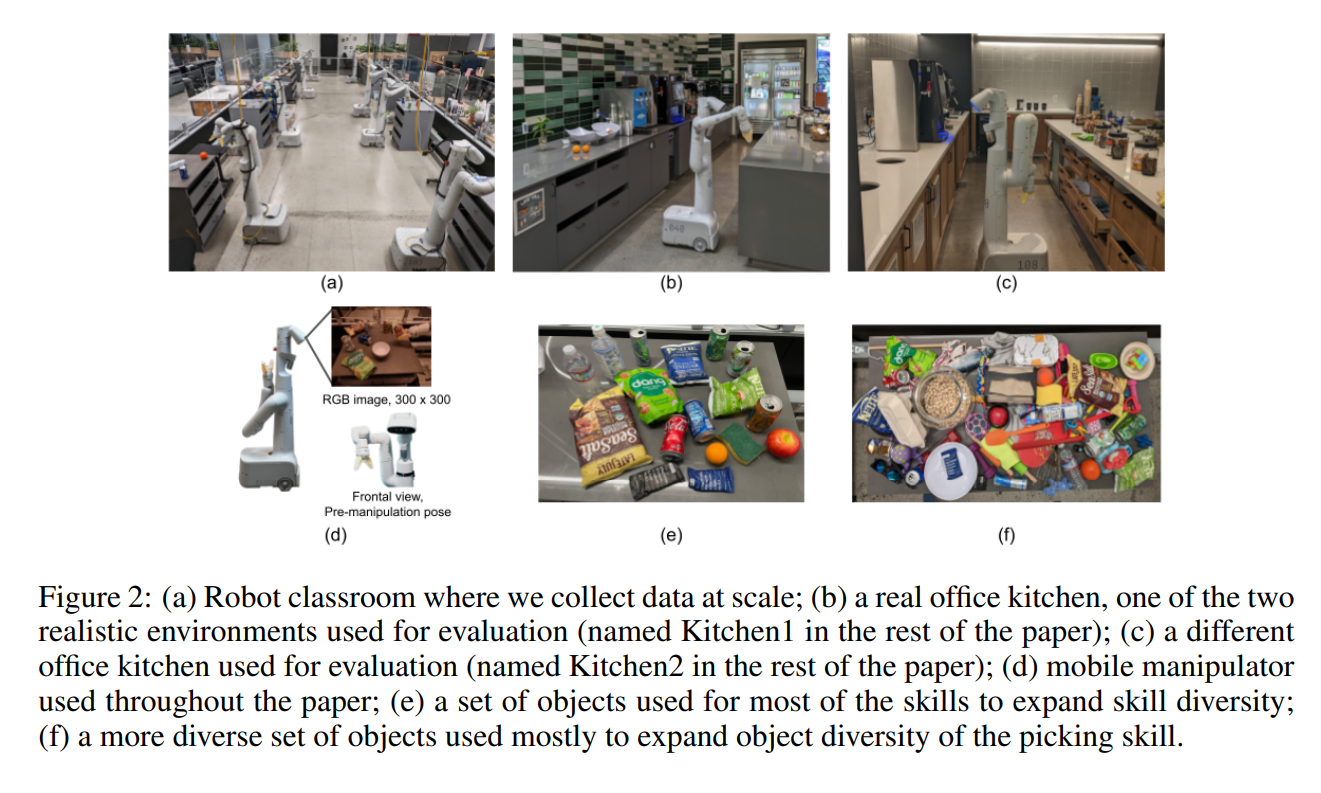 (a)
(b)
(c)
RGB image, 300 x 300
Frontal view,
Pre-manipulation pose
(d)
dang
SeaSalt
LATE JULY
(e)
(f)
Figure 2: (a) Robot classroom where we collect data at scale; (b) a real office kitchen, one of the two
realistic environments used for evaluation (named Kitchen1 in the rest of the paper); (c) a different
office kitchen used for evaluation (named Kitchen2 in the rest of the paper); (d) mobile manipulator
used throughout the paper; (e) a set of objects used for most of the skills to expand skill diversity;
(f) a more diverse set of objects used mostly to expand object diversity of the picking skill.